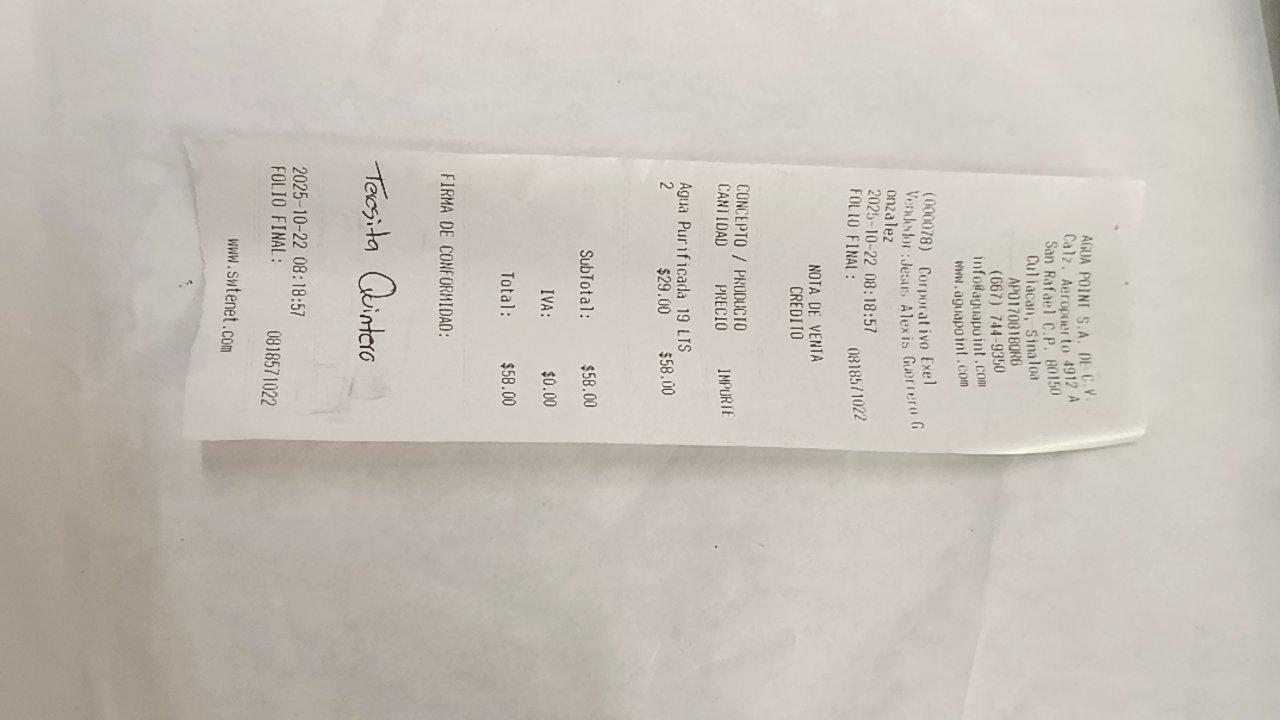 AGUA POINT S.A. DE C.V.
Calz. Aeropuerto 4912 A
San Rafael C.P. 80150
Culiacan, Sinaloa
APO170818QR6
(667) 744-9350
info@aguapoint.com
www.aguapoint.com
(000078) Corporativo Exel
Vendedor:Jesus Alexis Guerrero G
onzalez
2025-10-22 08:18:57
FOLIO FINAL: 0818571022
NOTA DE VENTA
CREDITO
CONCEPTO / PRODUCTO
CANTIDAD PRECIO IMPORTE
Agua Purificada 19 LTS
2 $29.00 $58.00
SubTotal: $58.00
IVA: $0.00
Total: $58.00
FIRMA DE CONFORMIDAD:
Teresita Quintero
2025-10-22 08:18:57
FOLIO FINAL: 0818571022
www.swtenet.com